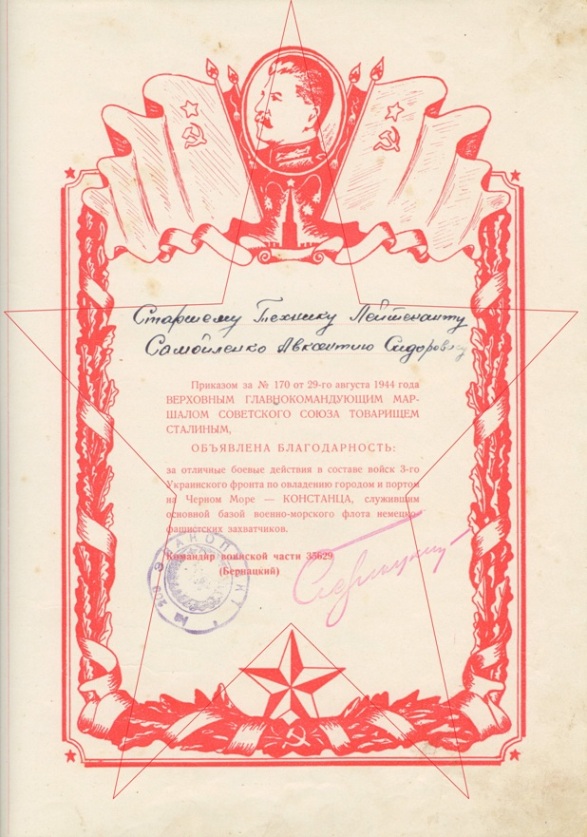 Старшему Технику Лейтенанту
Самойленко Авксентию Сидоровичу
Приказом за № 170 от 29-го августа 1944 года
ВЕРХОВНЫМ ГЛАВНОКОМАНДУЮЩИМ МАР-
ШАЛОМ СОВЕТСКОГО СОЮЗА ТОВАРИЩЕМ
СТАЛИНЫМ,
ОБЪЯВЛЕНА БЛАГОДАРНОСТЬ:
за отличные боевые действия в составе войск 3-го
Украинского фронта по овладению городом и портом
на Черном Море — КОНСТАНЦА, служившим
основной базой военно-морского флота немецко-
фашистских захватчиков.
Командир воинской части 35629
(Бернацкий)